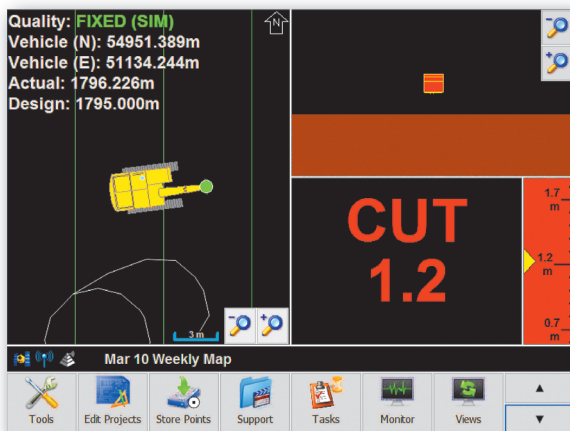 Quality: FIXED (SIM)
Vehicle (N): 54951.389m
Vehicle (E): 51134.244m
Actual: 1796.226m
Design: 1795.000m
N
3 m
CUT
1.2
1.7
m
1.2
m
0.7
m
Mar 10 Weekly Map
Tools Edit Projects Store Points Support Tasks Monitor Views